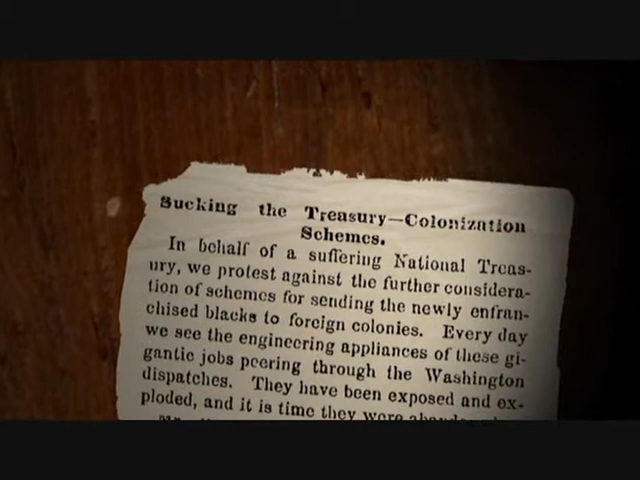 Sucking the Treasury—Colonization
Schemes.
In behalf of a suffering National Treas-
ury, we protest against the further considera-
tion of schemes for sending the newly enfran-
chised blacks to foreign colonies. Every day
we see the engineering appliances of these gi-
gantic jobs peering through the Washington
dispatches. They have been exposed and ex-
ploded, and it is time they were